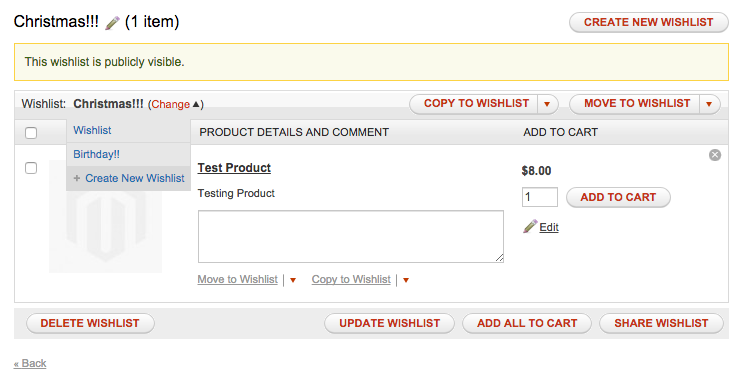 Christmas!!! (1 item)
CREATE NEW WISHLIST
This wishlist is publicly visible.
Wishlist: Christmas!!! (Change ▲)
COPY TO WISHLIST
MOVE TO WISHLIST
Wishlist
Birthday!!
+ Create New Wishlist
PRODUCT DETAILS AND COMMENT
ADD TO CART
Test Product
Testing Product
$8.00
1
ADD TO CART
Edit
Move to Wishlist | ▼
Copy to Wishlist | ▼
DELETE WISHLIST
UPDATE WISHLIST
ADD ALL TO CART
SHARE WISHLIST
« Back